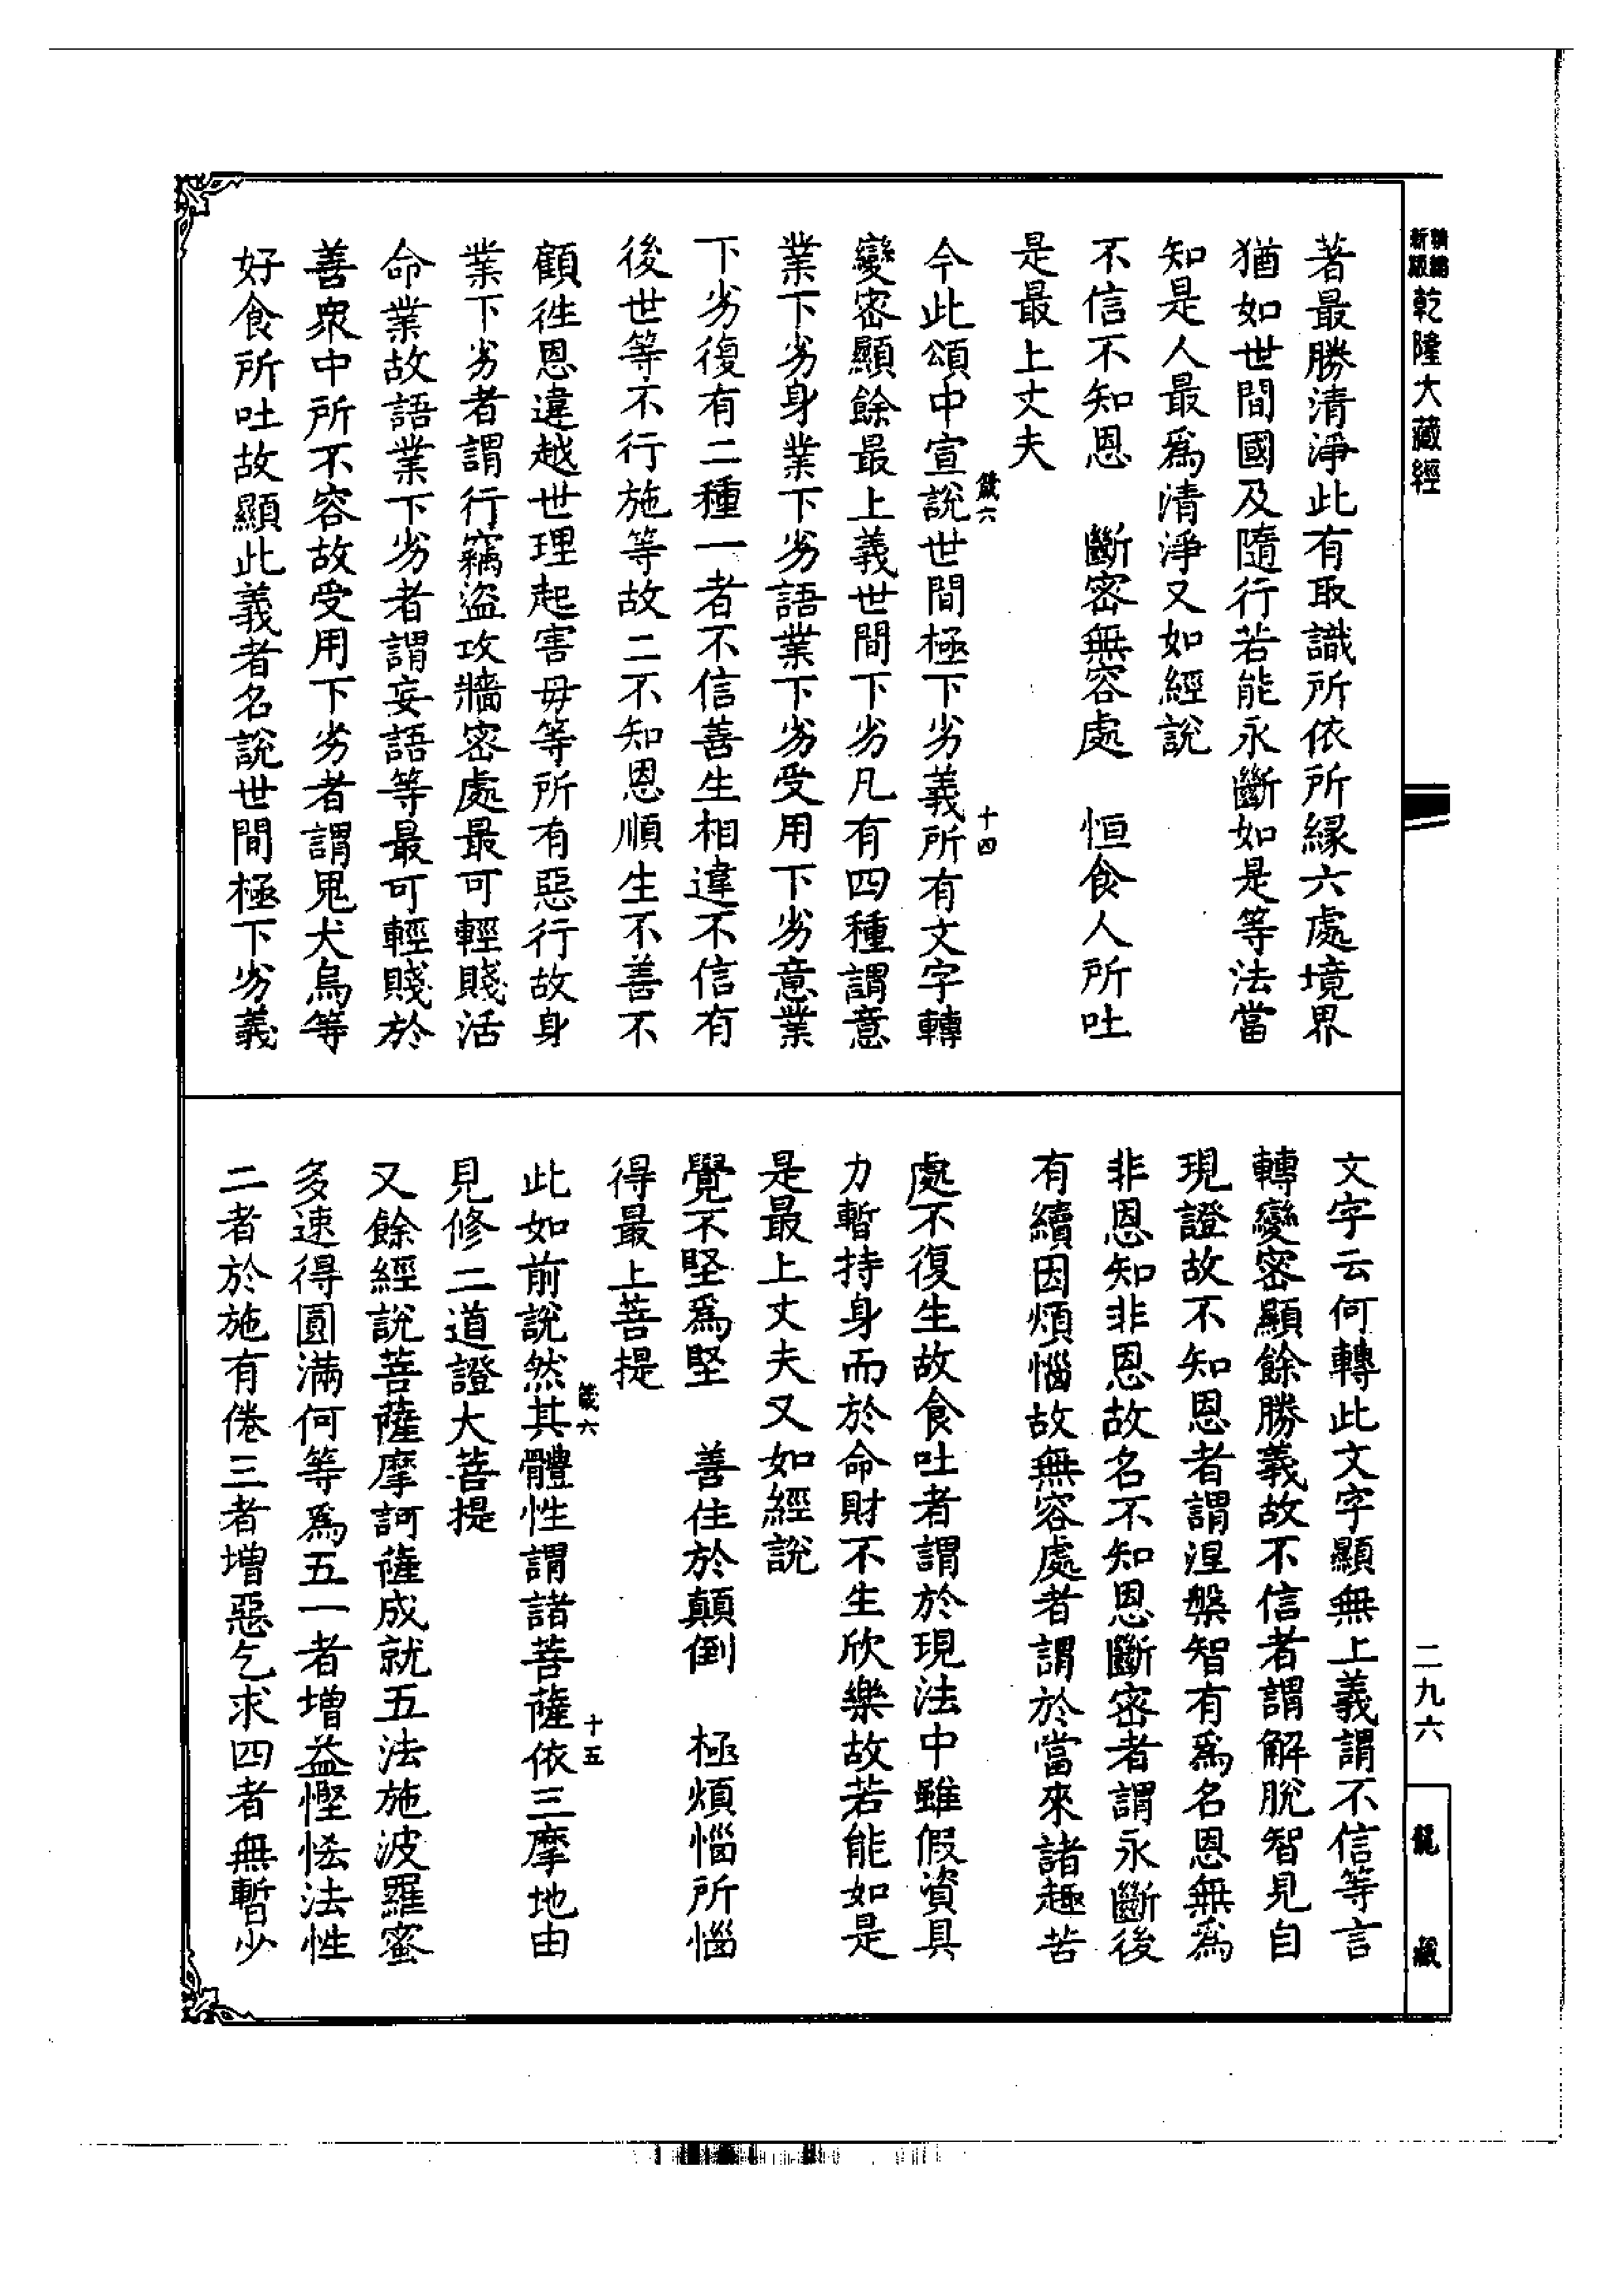 新版
精編
乾隆大藏經
著最勝清淨此有取識所依所緣六處境界
猶如世間國及隨行若能永斷如是等法當
知是人最爲清淨又如經說
不信不知恩　斷密無容處　恒食人所吐
是最上丈夫
箴六
十四
今此頌中宣說世間極下劣義所有文字轉
變密顯餘最上義世間下劣凡有四種謂意
業下劣身業下劣語業下劣受用下劣意業
下劣復有二種一者不信善生相違不信有
後世等不行施等故二不知恩順生不善不
顧徃恩違越世理起害毋等所有惡行故身
業下劣者謂行竊盜攻牆密處最可輕賤活
命業故語業下劣者謂妄語等最可輕賤於
善衆中所不容故受用下劣者謂鬼犬烏等
好食所吐故顯此義者名說世間極下劣義
文字云何轉此文字顯無上義謂不信等言
轉變密顯餘勝義故不信者謂解脫智見自
現證故不知恩者謂涅槃智有爲名恩無爲
非恩知非恩故名不知恩斷密者謂永斷後
有續因煩惱故無容處者謂於當來諸趣苦
處不復生故食吐者謂於現法中雖假資具
力暫持身而於命財不生欣樂故若能如是
是最上丈夫又如經說
覺不堅爲堅　善住於顛倒　極煩惱所惱
得最上菩提
箴六
十五
此如前說然其體性謂諸菩薩依三摩地由
見修二道證大菩提
又餘經說菩薩摩訶薩成就五法施波羅蜜
多速得圓滿何等爲五一者增益慳恡法性
二者於施有倦三者增惡乞求四者無暫少
二九六
龍藏